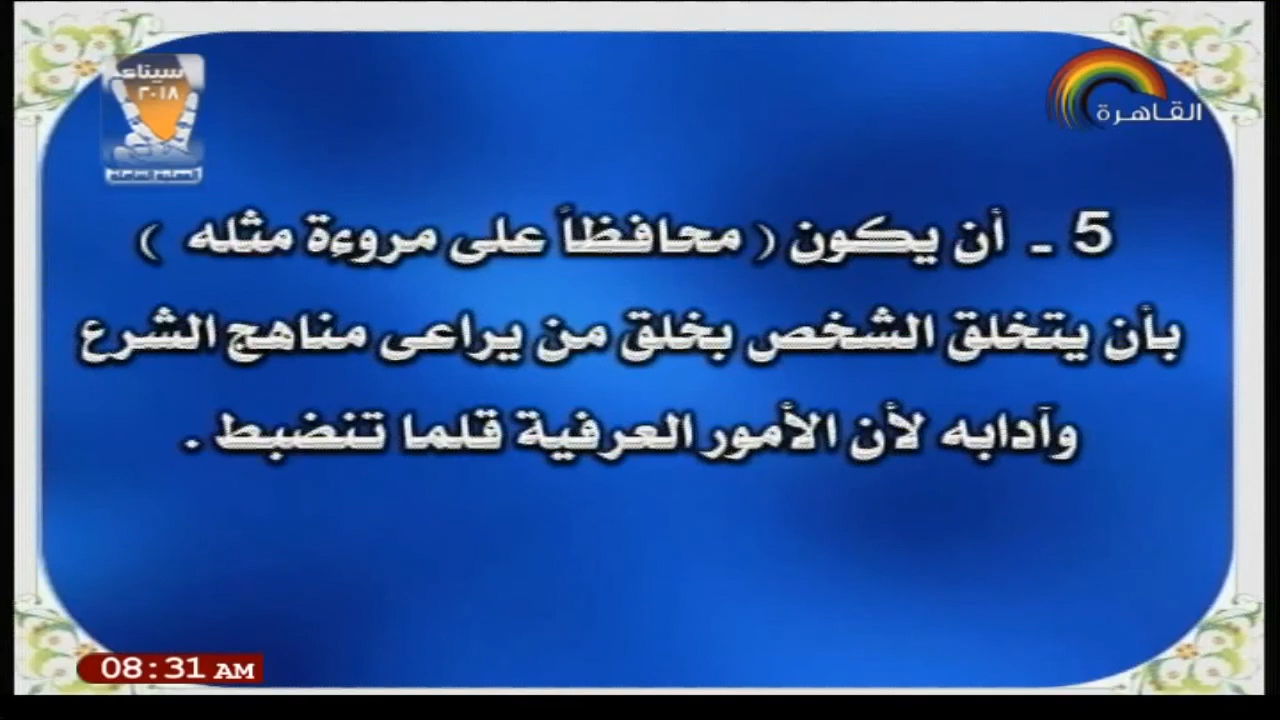 سيناء
٢٠١٨
القاهرة
5 ـ أن يكون ( محافظاً على مروءة مثله )
بأن يتخلق الشخص بخلق من يراعى مناهج الشرع
وآدابه لأن الأمور العرفية قلما تنضبط .
08:31 AM